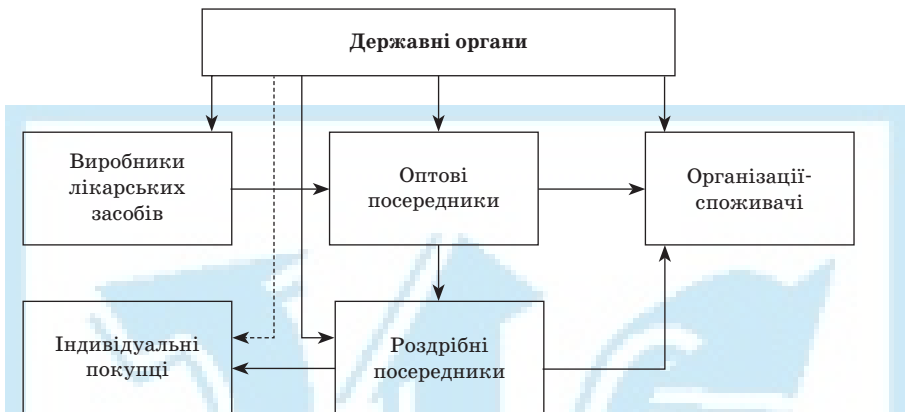 Державні органи
Виробники
лікарських
засобів
Оптові
посередники
Організації-
споживачі
Індивідуальні
покупці
Роздрібні
посередники